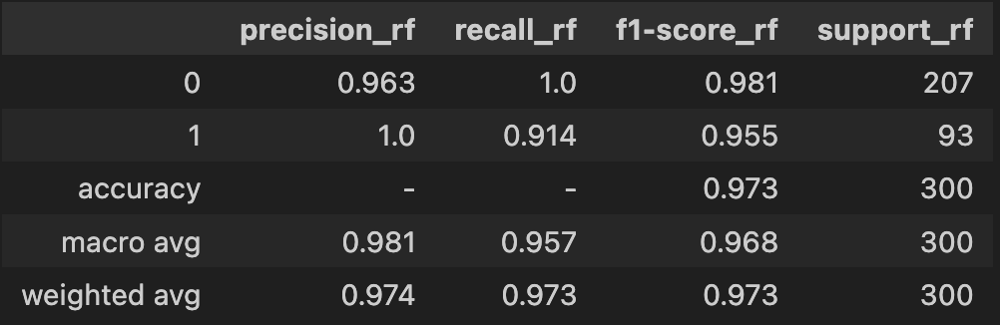 precision_rf recall_rf f1-score_rf support_rf
0 0.963 1.0 0.981 207
1 1.0 0.914 0.955 93
accuracy - - 0.973 300
macro avg 0.981 0.957 0.968 300
weighted avg 0.974 0.973 0.973 300